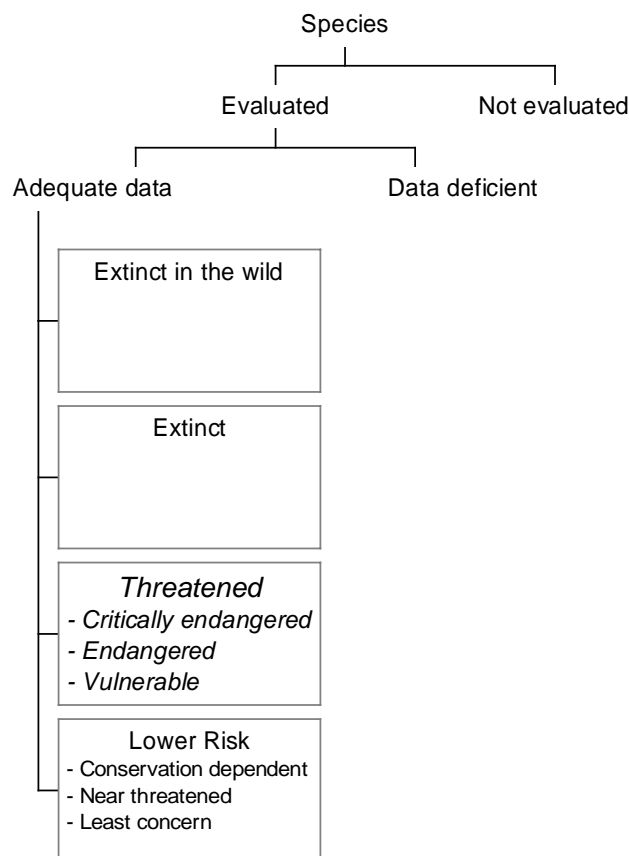 Species
Evaluated Not evaluated
Adequate data Data deficient
Extinct in the wild
Extinct
Threatened
- Critically endangered
- Endangered
- Vulnerable
Lower Risk
- Conservation dependent
- Near threatened
- Least concern